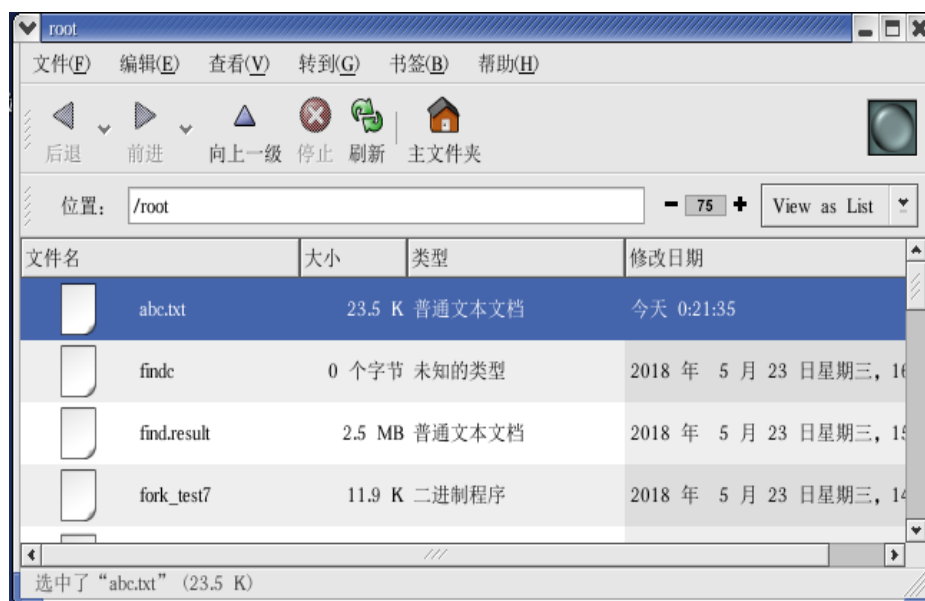 root
文件(F) 编辑(E) 查看(V) 转到(G) 书签(B) 帮助(H)
后退 前进 向上一级 停止 刷新 主文件夹
位置: /root 75 View as List
文件名 大小 类型 修改日期
abc.txt 23.5 K 普通文本文档 今天 0:21:35
findc 0 个字节 未知的类型 2018 年 5 月 23 日星期三, 16
find.result 2.5 MB 普通文本文档 2018 年 5 月 23 日星期三, 15
fork_test7 11.9 K 二进制程序 2018 年 5 月 23 日星期三, 14
选中了“abc.txt” (23.5 K)